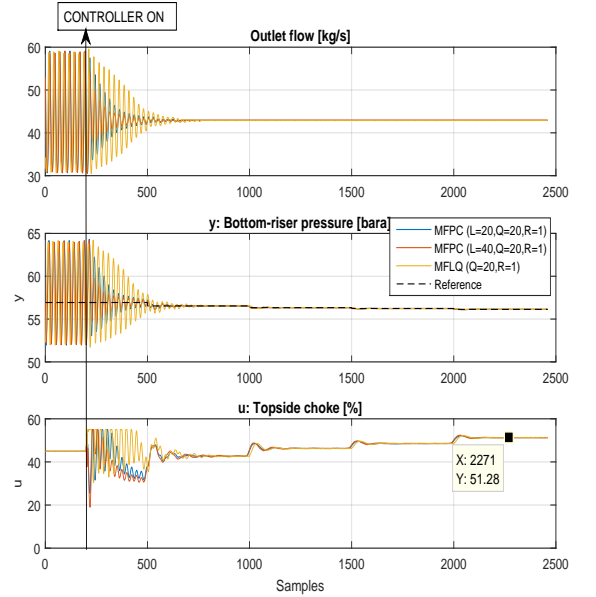 CONTROLLER ON
Outlet flow [kg/s]
60
50
40
30
0 500 1000 1500 2000 2500
y: Bottom-riser pressure [bara]
65
60
55
50
y
MFPC (L=20,Q=20,R=1)
MFPC (L=40,Q=20,R=1)
MFLQ (Q=20,R=1)
Reference
0 500 1000 1500 2000 2500
u: Topside choke [%]
60
40
20
0
u
X: 2271
Y: 51.28
0 500 1000 1500 2000 2500
Samples